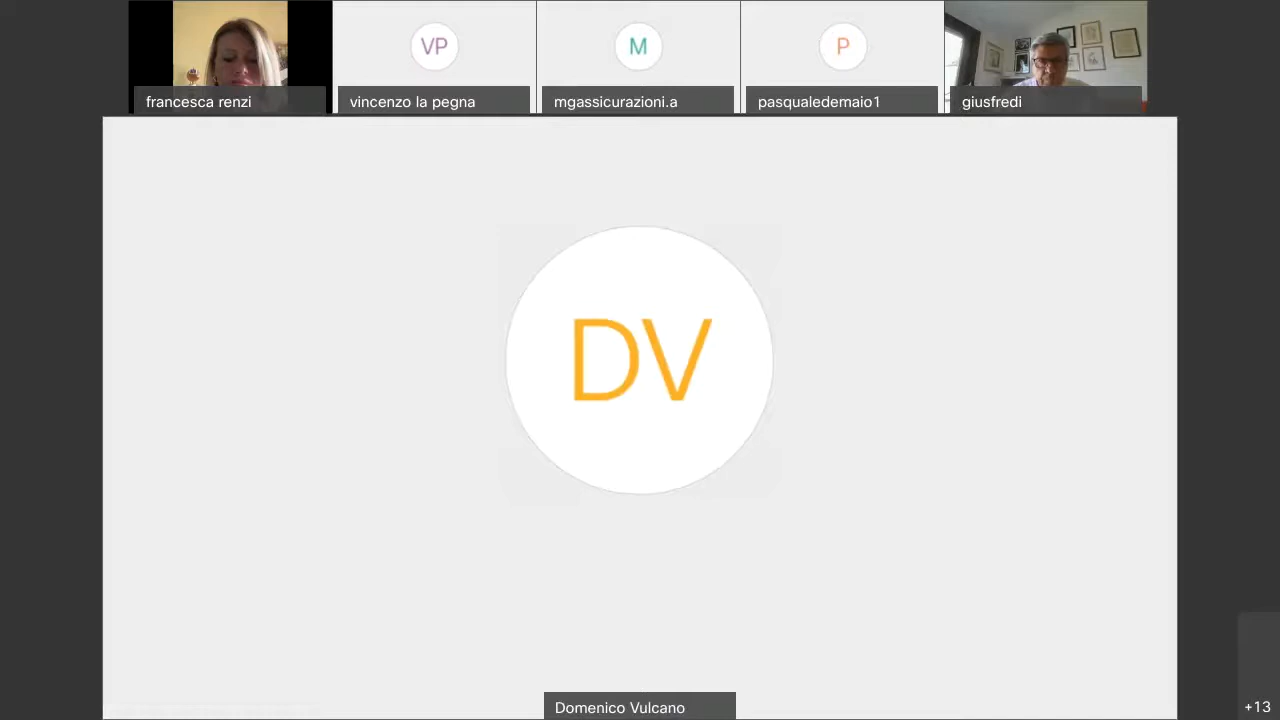 VP
M
P
francesca renzi
vincenzo la pegna
mgassicurazioni.a
pasqualedemaio1
giusfredi
DV
Domenico Vulcano
+13